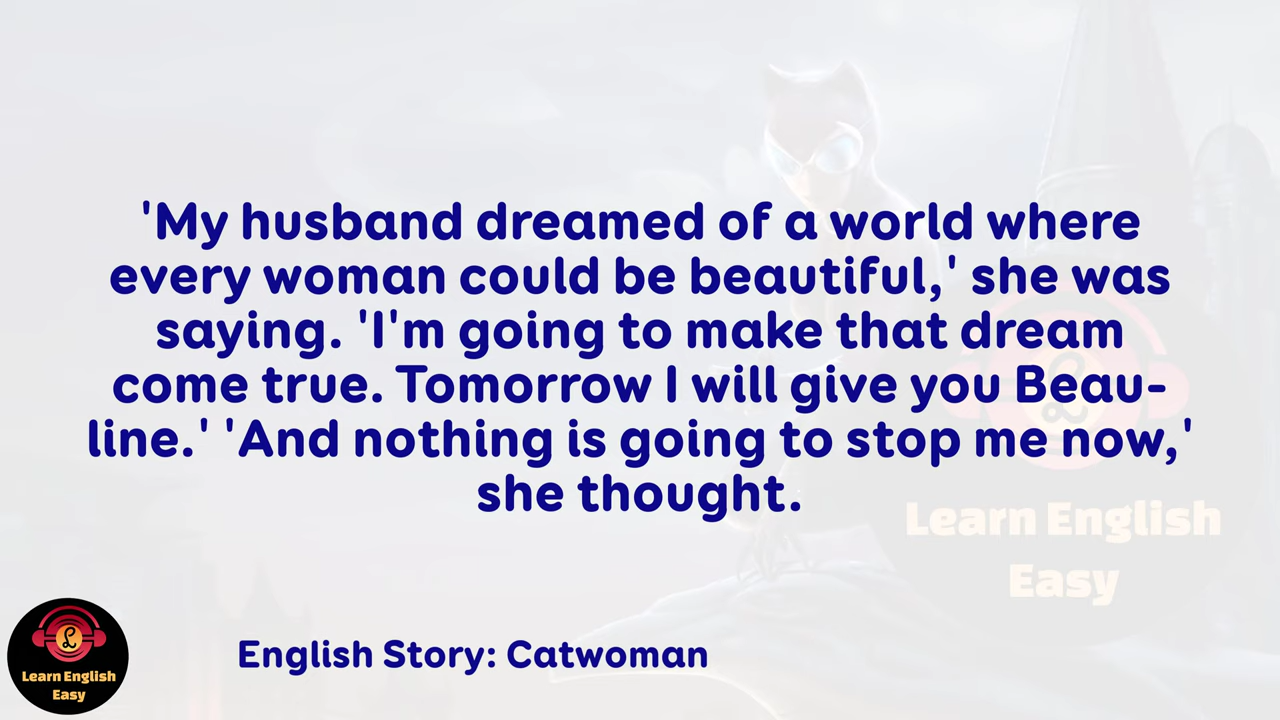 'My husband dreamed of a world where
every woman could be beautiful,' she was
saying. 'I'm going to make that dream
come true. Tomorrow I will give you Beau-
line.' 'And nothing is going to stop me now,'
she thought.
Learn English
Easy
English Story: Catwoman
Learn English
Easy